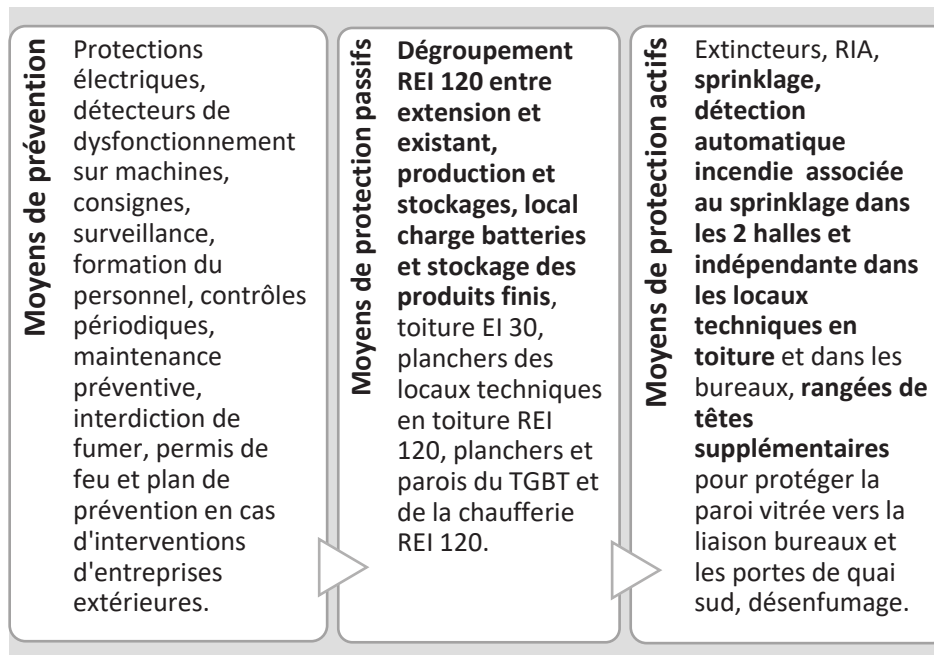 Moyens de prévention
Protections
électriques,
détecteurs de
dysfonctionnement
sur machines,
consignes,
surveillance,
formation du
personnel, contrôles
périodiques,
maintenance
préventive,
interdiction de
fumer, permis de
feu et plan de
prévention en cas
d'interventions
d'entreprises
extérieures.
Moyens de protection passifs
Dégroupement
REI 120 entre
extension et
existant,
production et
stockages, local
charge batteries
et stockage des
produits finis,
toiture EI 30,
planchers des
locaux techniques
en toiture REI
120, planchers et
parois du TGBT et
de la chaufferie
REI 120.
Moyens de protection actifs
Extincteurs, RIA,
sprinklage,
détection
automatique
incendie associée
au sprinklage dans
les 2 halles et
indépendante dans
les locaux
techniques en
toiture et dans les
bureaux, rangées de
têtes
supplémentaires
pour protéger la
paroi vitrée vers la
liaison bureaux et
les portes de quai
sud, désenfumage.